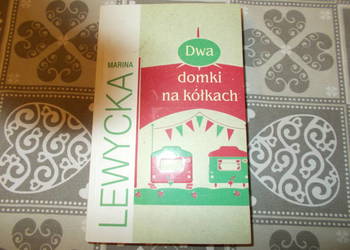 MARINA
LEWYCKA
Dwa
domki
na kółkach